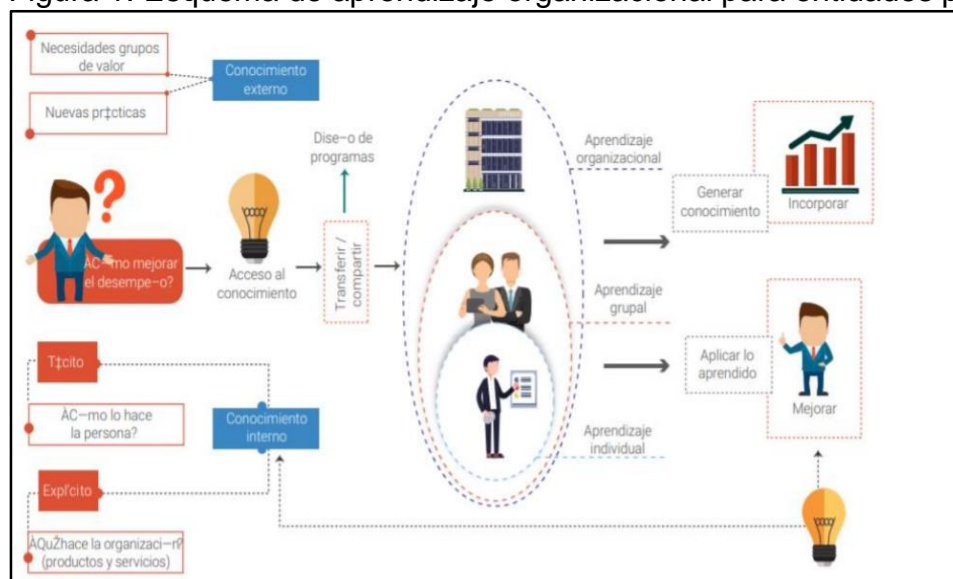 Figura 1. Esquema de aprendizaje organizacional para entidades p
Necesidades grupos
de valor
Nuevas pr‡cticas
Conocimiento
externo
Dise–o de
programas
ÀC—mo mejorar
el desempe–o?
Acceso al
conocimiento
Transferir /
compartir
Aprendizaje
organizacional
Aprendizaje
grupal
Aprendizaje
individual
Generar
conocimiento
Incorporar
Aplicar lo
aprendido
Mejorar
T‡cito
ÀC—mo lo hace
la persona?
Conocimiento
interno
Expl’cito
ÀQuŽhace la organizaci—n?
(productos y servicios)